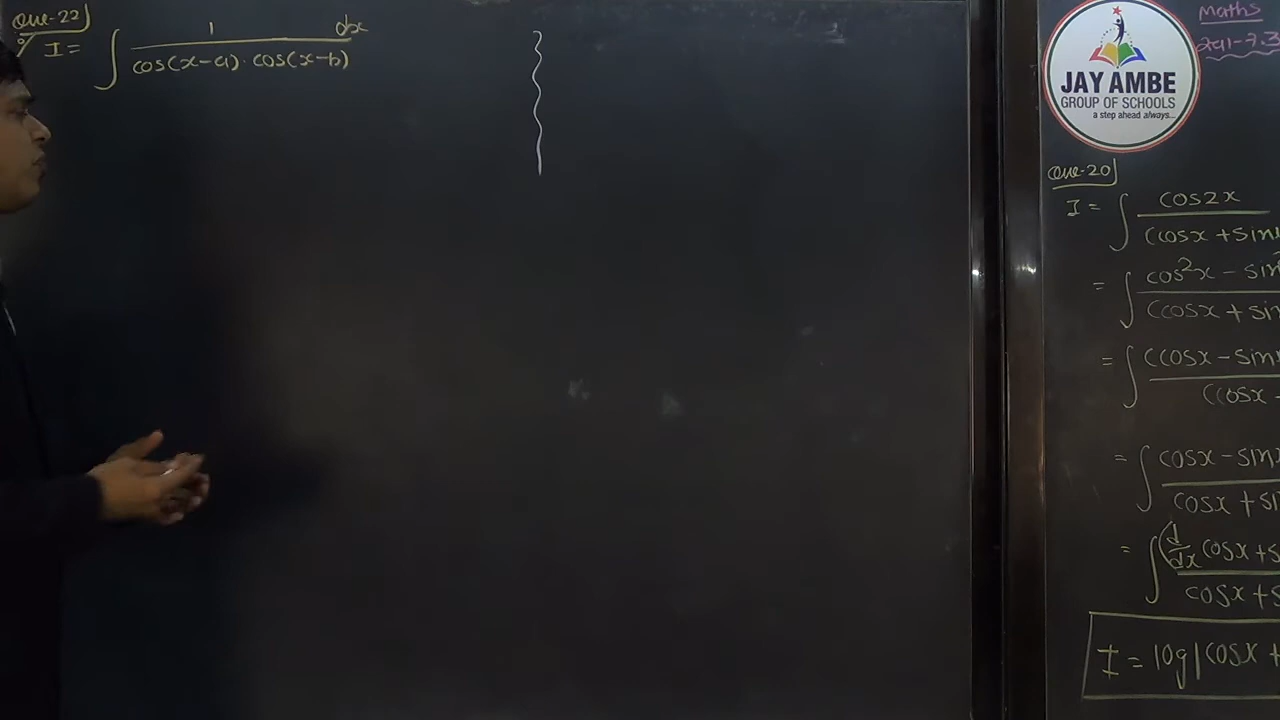 Que-22)
I = ∫ 1/(cos(x-a)·cos(x-b)) dx
Maths
JAY AMBE
GROUP OF SCHOOLS
a step ahead always...
Que-20)
I = ∫ cos2x/(cosx + sin
= ∫ cos²x - sin/(cosx + sin
= ∫ (cosx - sin/(cosx
= ∫ cosx - sin/cosx + si
= ∫ (d/dx cosx + s/cosx + s
I = log|cosx +